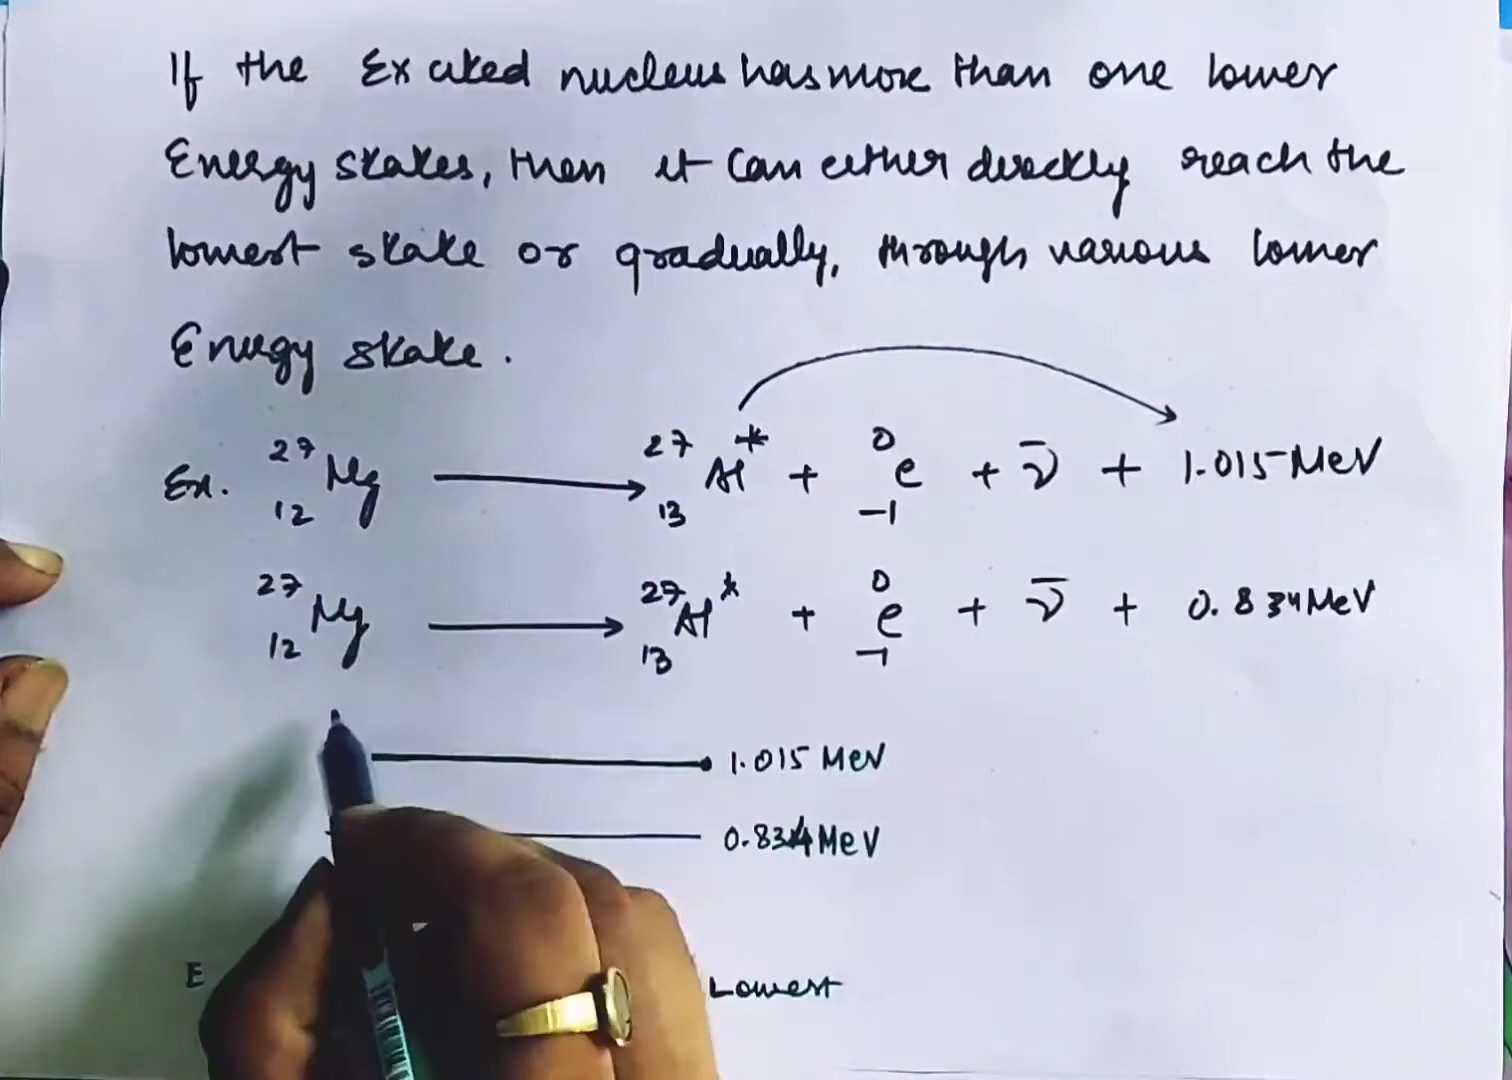 If the Excited nucleus has more than one lower
Energy states, then it can either directly reach the
lowest state or gradually, through various lower
Energy state.
Ex. ²⁷₁₂Mg ⟶ ²⁷₁₃Al* + ⁰₋₁e + ν̄ + 1.015 MeV
²⁷₁₂Mg ⟶ ²⁷₁₃Al* + ⁰₋₁e + ν̄ + 0.834 MeV
1.015 MeV
0.834 MeV
E Lowest